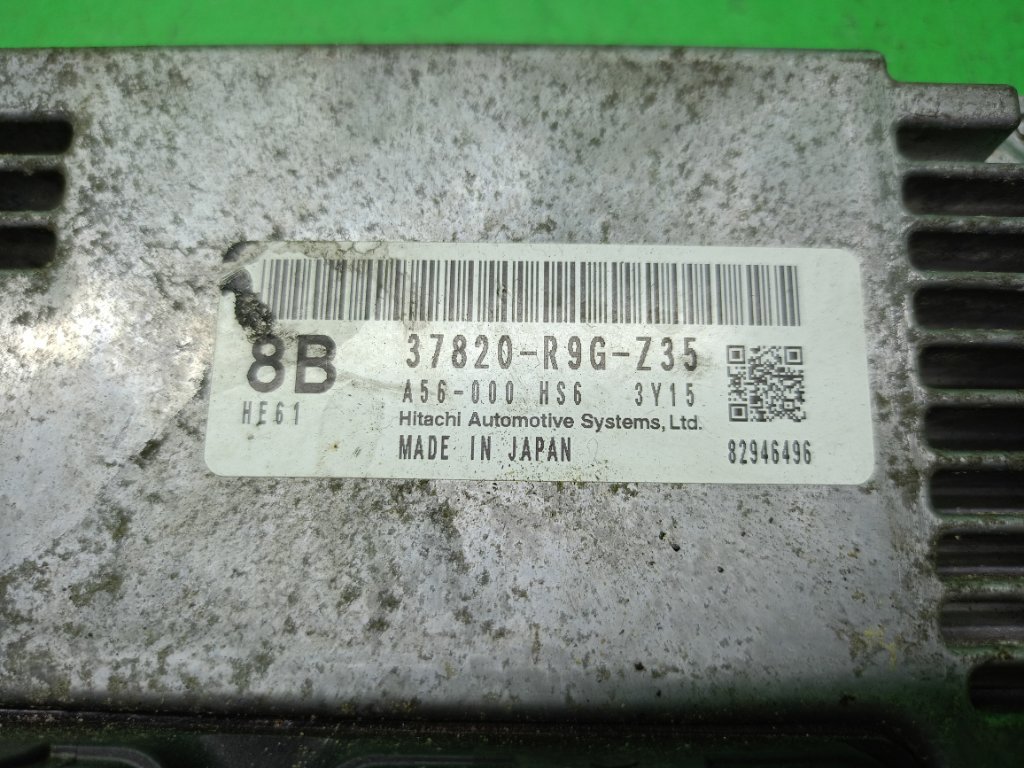 8B 37820-R9G-Z35
HE61 A56-000 HS6 3Y15
Hitachi Automotive Systems, Ltd.
MADE IN JAPAN 82946496